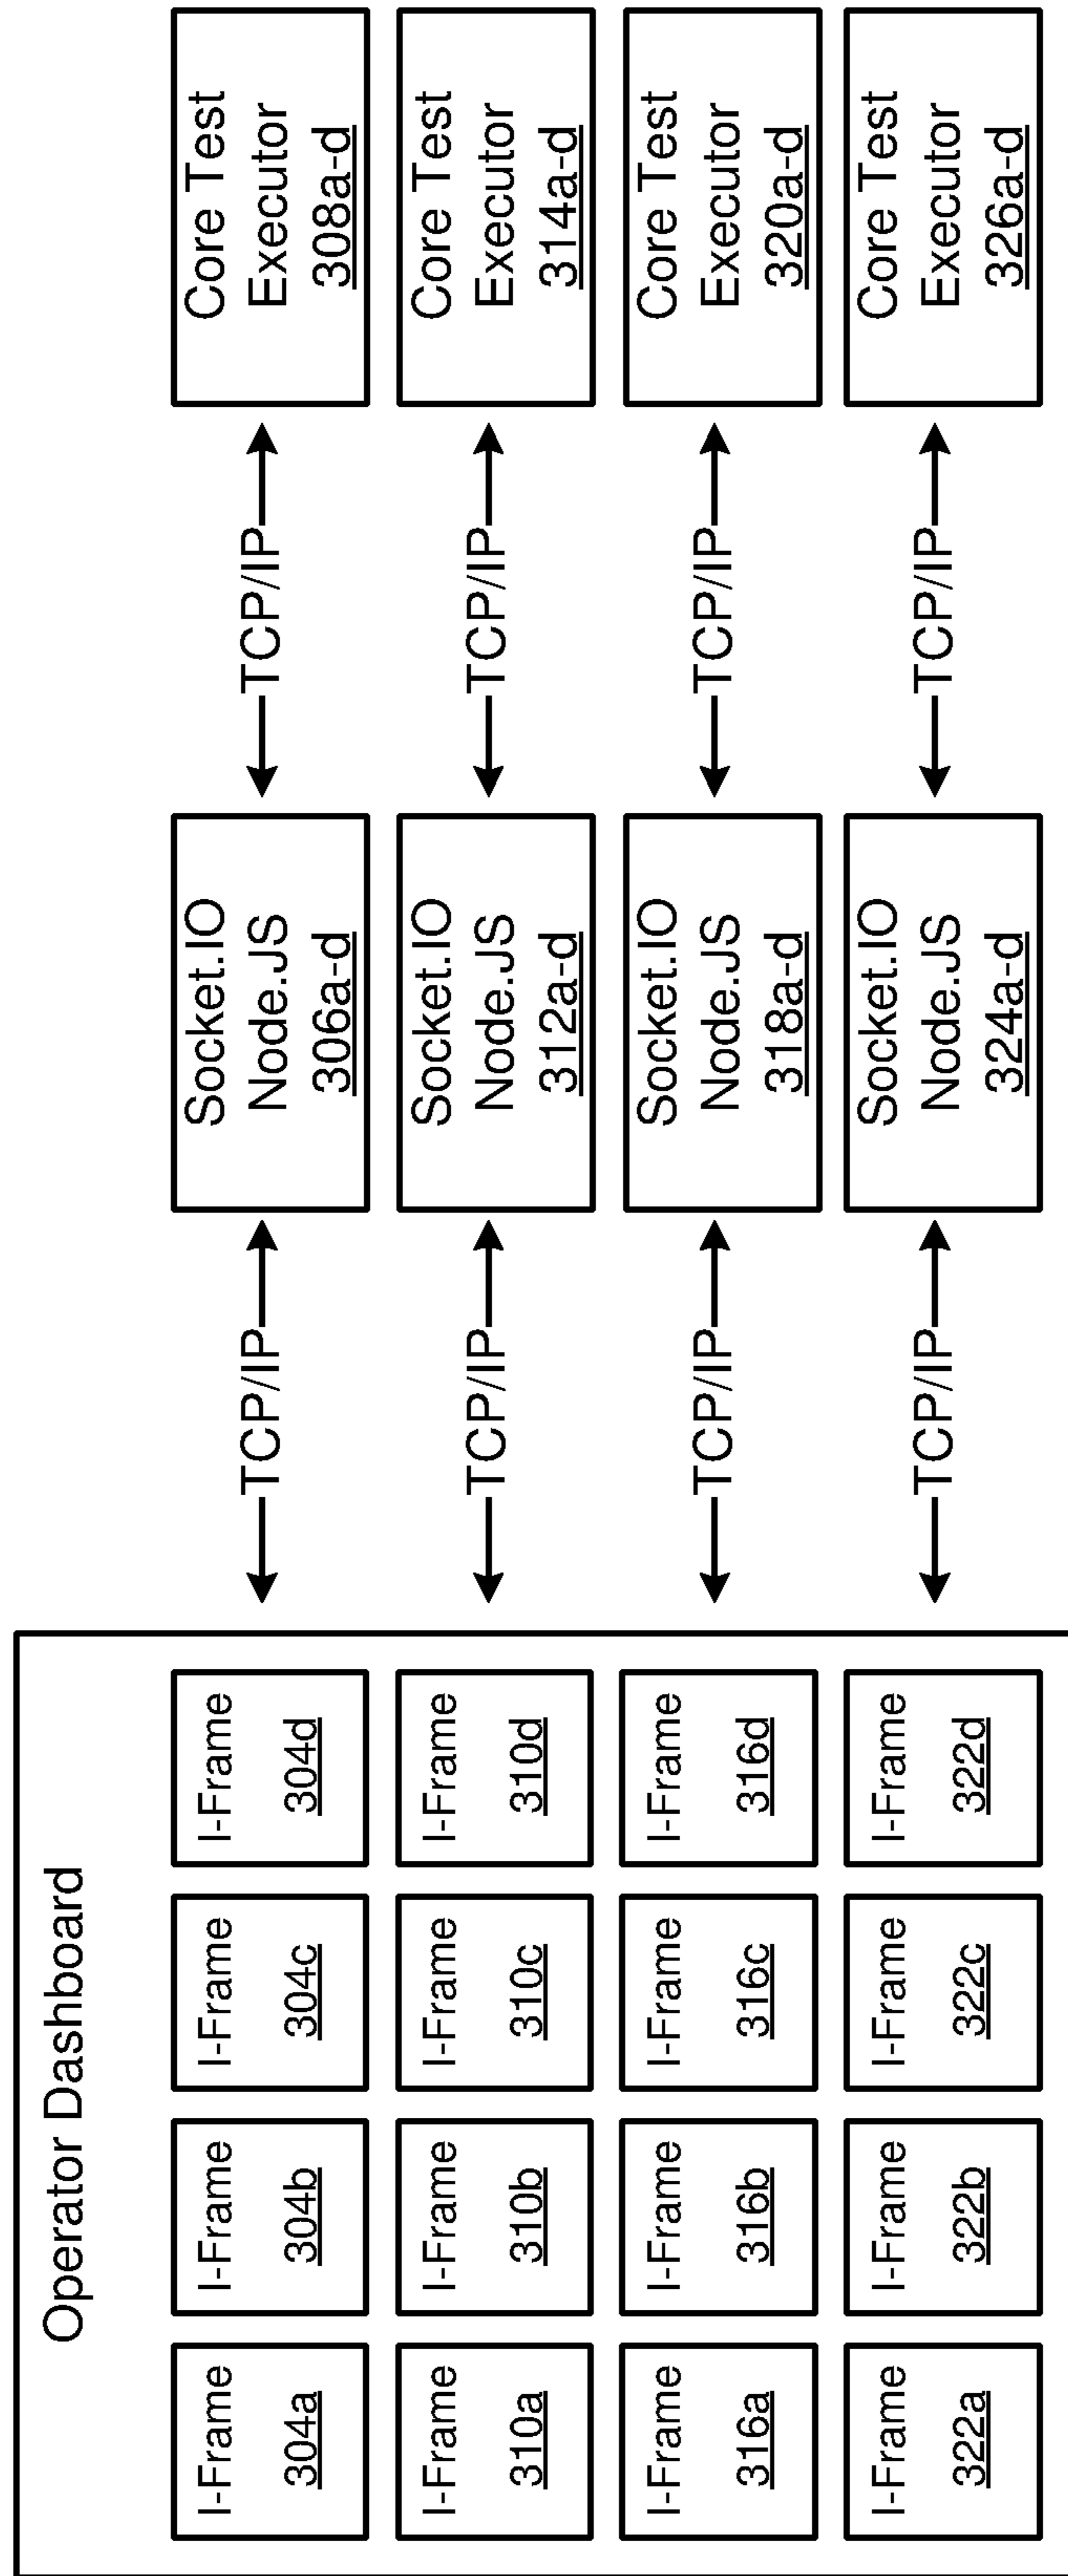 Operator Dashboard
I-Frame
304a
I-Frame
304b
I-Frame
304c
I-Frame
304d
TCP/IP
Socket.IO
Node.JS
306a-d
TCP/IP
Core Test
Executor
308a-d
I-Frame
310a
I-Frame
310b
I-Frame
310c
I-Frame
310d
TCP/IP
Socket.IO
Node.JS
312a-d
TCP/IP
Core Test
Executor
314a-d
I-Frame
316a
I-Frame
316b
I-Frame
316c
I-Frame
316d
TCP/IP
Socket.IO
Node.JS
318a-d
TCP/IP
Core Test
Executor
320a-d
I-Frame
322a
I-Frame
322b
I-Frame
322c
I-Frame
322d
TCP/IP
Socket.IO
Node.JS
324a-d
TCP/IP
Core Test
Executor
326a-d